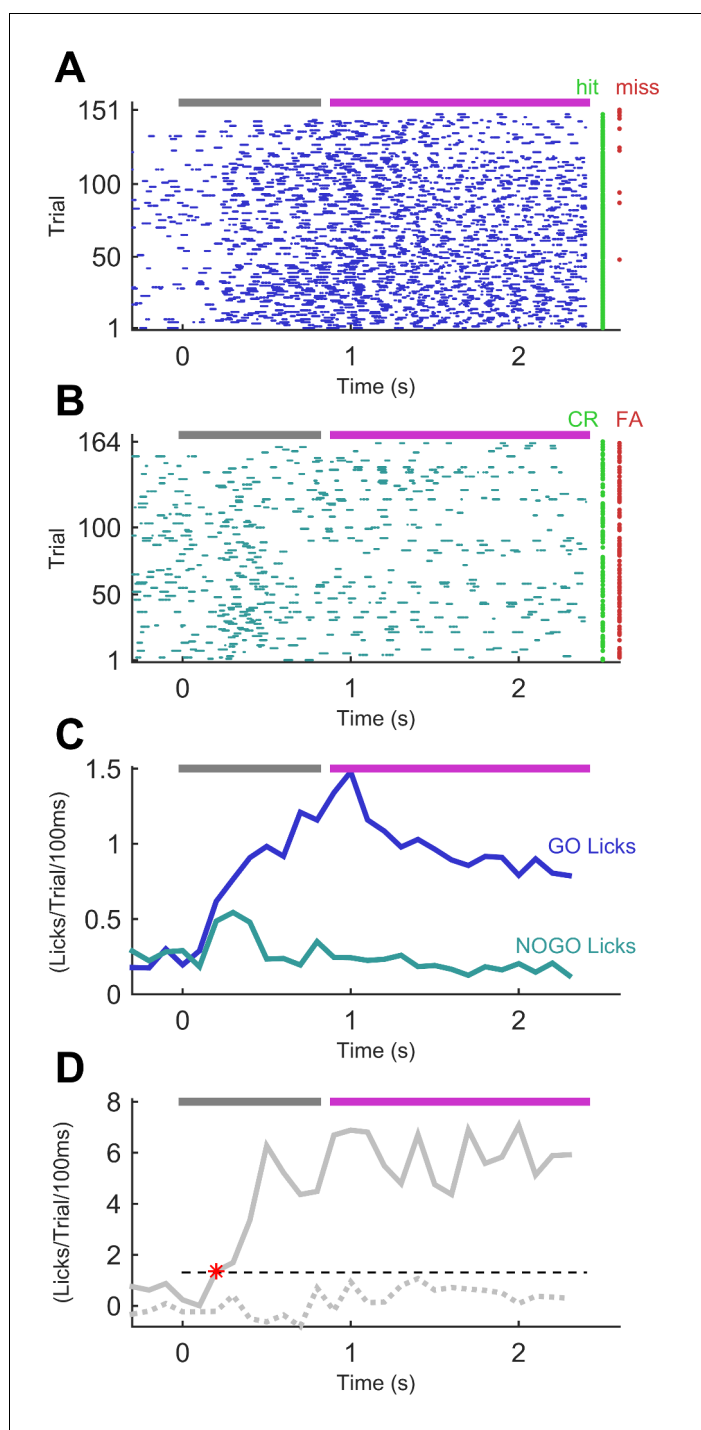 A
hit miss
151
100
50
1
Trial
0 1 2
Time (s)
B
CR FA
164
100
50
1
Trial
0 1 2
Time (s)
C
1.5
1
0.5
0
(Licks/Trial/100ms)
GO Licks
NOGO Licks
0 1 2
Time (s)
D
8
6
4
2
0
(Licks/Trial/100ms)
0 1 2
Time (s)